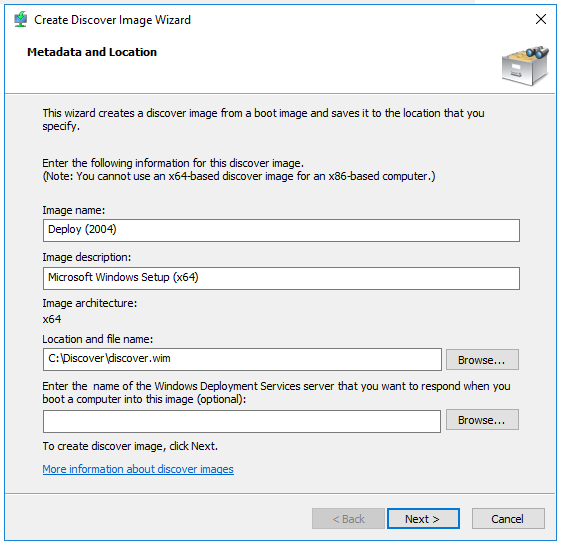 Create Discover Image Wizard
Metadata and Location
This wizard creates a discover image from a boot image and saves it to the location that you
specify.
Enter the following information for this discover image.
(Note: You cannot use an x64-based discover image for an x86-based computer.)
Image name:
Deploy (2004)
Image description:
Microsoft Windows Setup (x64)
Image architecture:
x64
Location and file name:
C:\Discover\discover.wim
Browse...
Enter the  name of the Windows Deployment Services server that you want to respond when you
boot a computer into this image (optional):
Browse...
To create discover image, click Next.
More information about discover images
< Back
Next >
Cancel